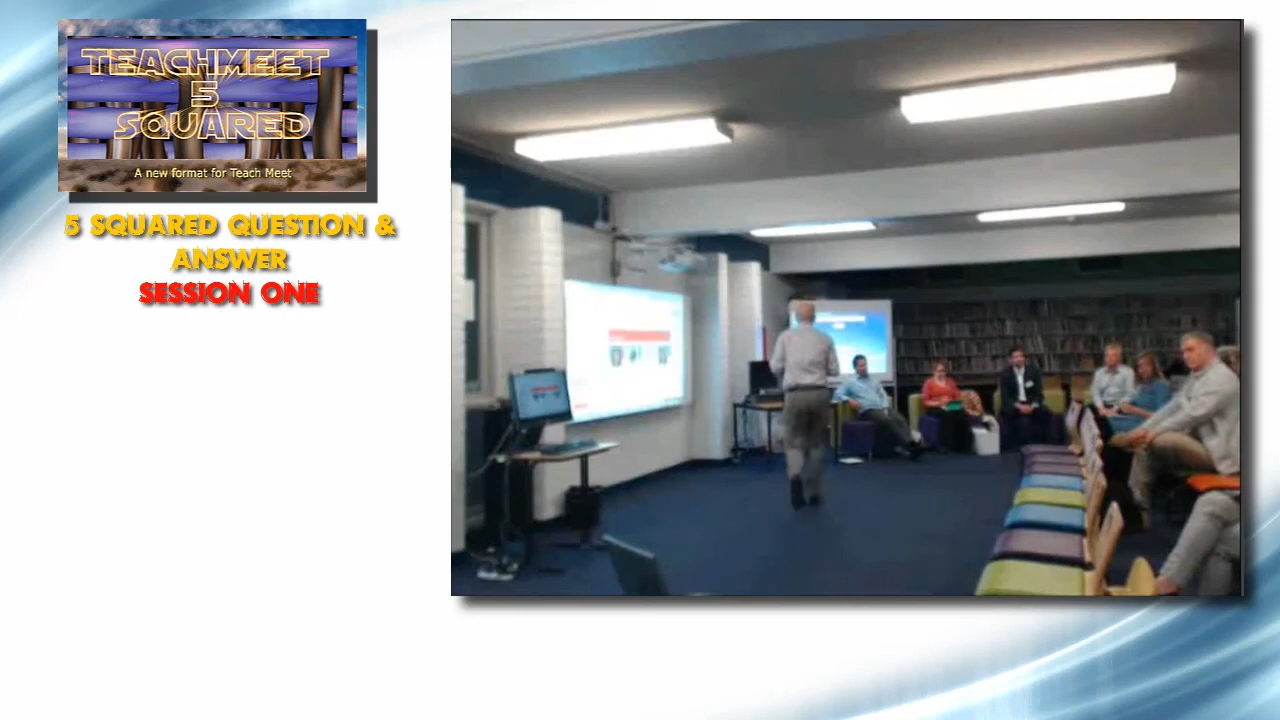 TEACHMEET
5
SQUARED
A new format for Teach Meet
5 SQUARED QUESTION &
ANSWER
SESSION ONE